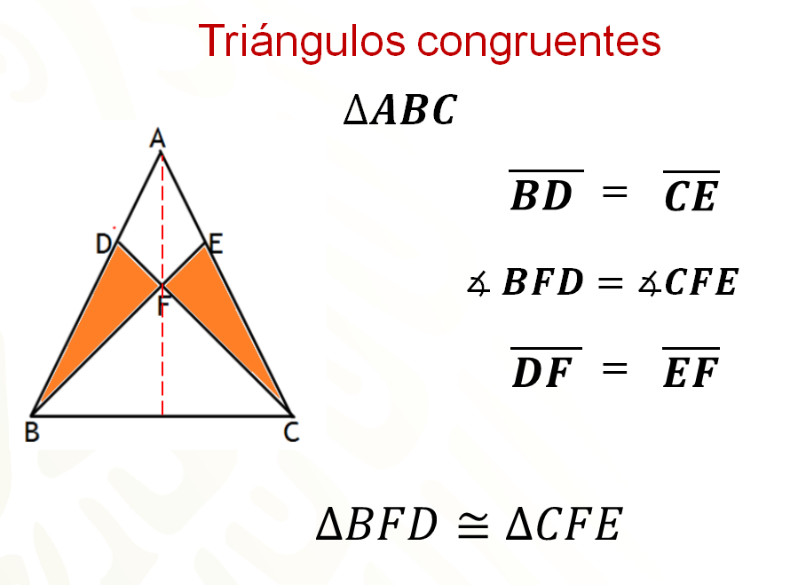 Triángulos congruentes
ΔABC
A
BD = CE
D E
∡ BFD = ∡CFE
F
DF = EF
B C
ΔBFD ≅ ΔCFE